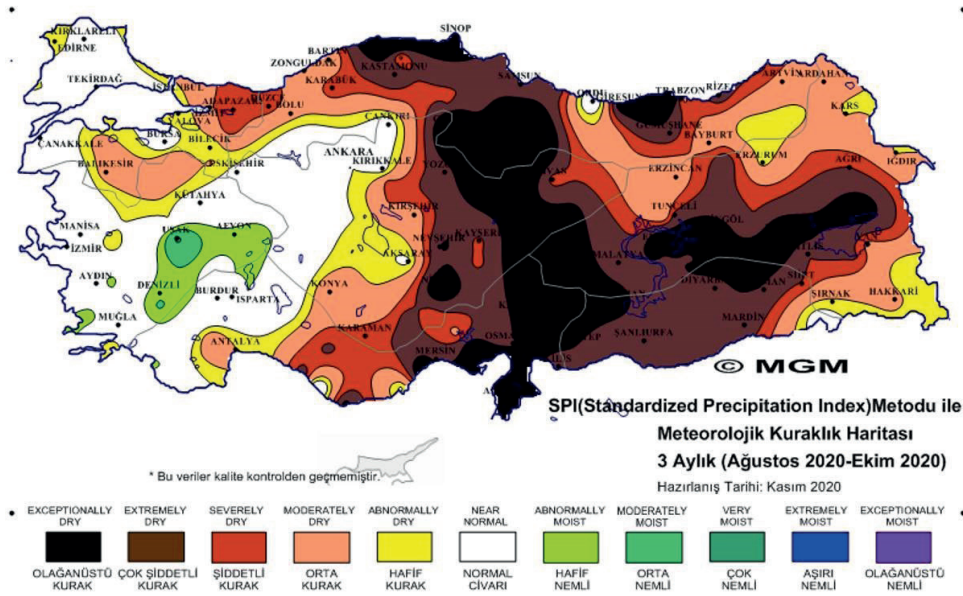 SİNOP
KIRKLARELİ
EDİRNE
BARTIN
ZONGULDAK
KASTAMONU
TEKİRDAĞ
KARABÜK
SAMSUN
ARTVİN
ARDAHAN
İSTANBUL
ORDU
GİRESUN
TRABZON
RİZE
ADAPAZARI
DÜZCE
BOLU
İZMİT
YALOVA
ÇANKIRI
GÜMÜŞHANE
BAYBURT
KARS
ÇANAKKALE
BURSA
BİLECİK
ANKARA
BALIKESİR
ESKİŞEHİR
KIRIKKALE
ERZİNCAN
ERZURUM
AĞRI
IĞDIR
KÜTAHYA
KIRŞEHİR
TUNCELİ
MANİSA
UŞAK
AFYON
NEVŞEHİR
KAYSERİ
İZMİR
AKSARAY
MALATYA
AYDIN
DENİZLİ
BURDUR
ISPARTA
KONYA
SİİRT
ŞIRNAK
HAKKARİ
MUĞLA
ANTALYA
KARAMAN
MERSİN
ŞANLIURFA
MARDİN
© MGM
SPI(Standardized Precipitation Index)Metodu ile
Meteorolojik Kuraklık Haritası
3 Aylık (Ağustos 2020-Ekim 2020)
Hazırlanış Tarihi: Kasım 2020
* Bu veriler kalite kontrolden geçmemiştir.
EXCEPTIONALLY DRY
EXTREMELY DRY
SEVERELY DRY
MODERATELY DRY
ABNORMALLY DRY
NEAR NORMAL
ABNORMALLY MOIST
MODERATELY MOIST
VERY MOIST
EXTREMELY MOIST
EXCEPTIONALLY MOIST
OLAĞANÜSTÜ KURAK
ÇOK ŞİDDETLİ KURAK
ŞİDDETLİ KURAK
ORTA KURAK
HAFİF KURAK
NORMAL CİVARI
HAFİF NEMLİ
ORTA NEMLİ
ÇOK NEMLİ
AŞIRI NEMLİ
OLAĞANÜSTÜ NEMLİ